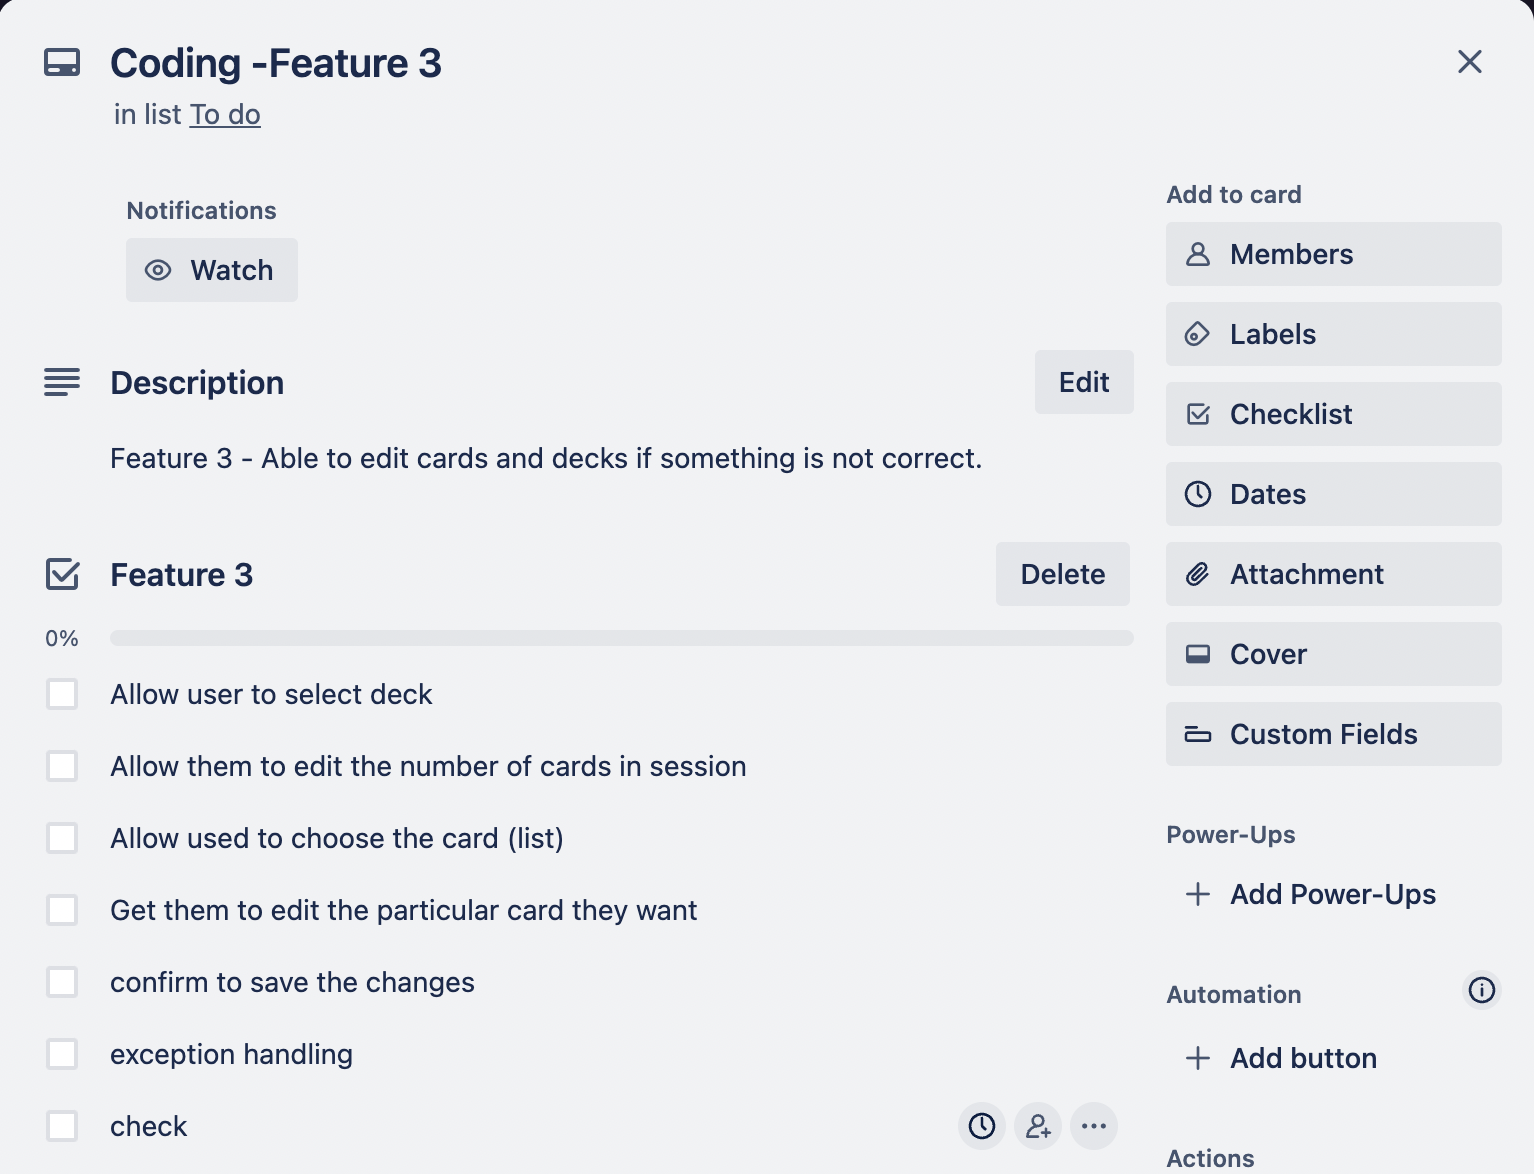 Coding -Feature 3
in list To do
Notifications
Watch
Description
Edit
Feature 3 - Able to edit cards and decks if something is not correct.
Feature 3
Delete
0%
Allow user to select deck
Allow them to edit the number of cards in session
Allow used to choose the card (list)
Get them to edit the particular card they want
confirm to save the changes
exception handling
check
Add to card
Members
Labels
Checklist
Dates
Attachment
Cover
Custom Fields
Power-Ups
Add Power-Ups
Automation
Add button
Actions